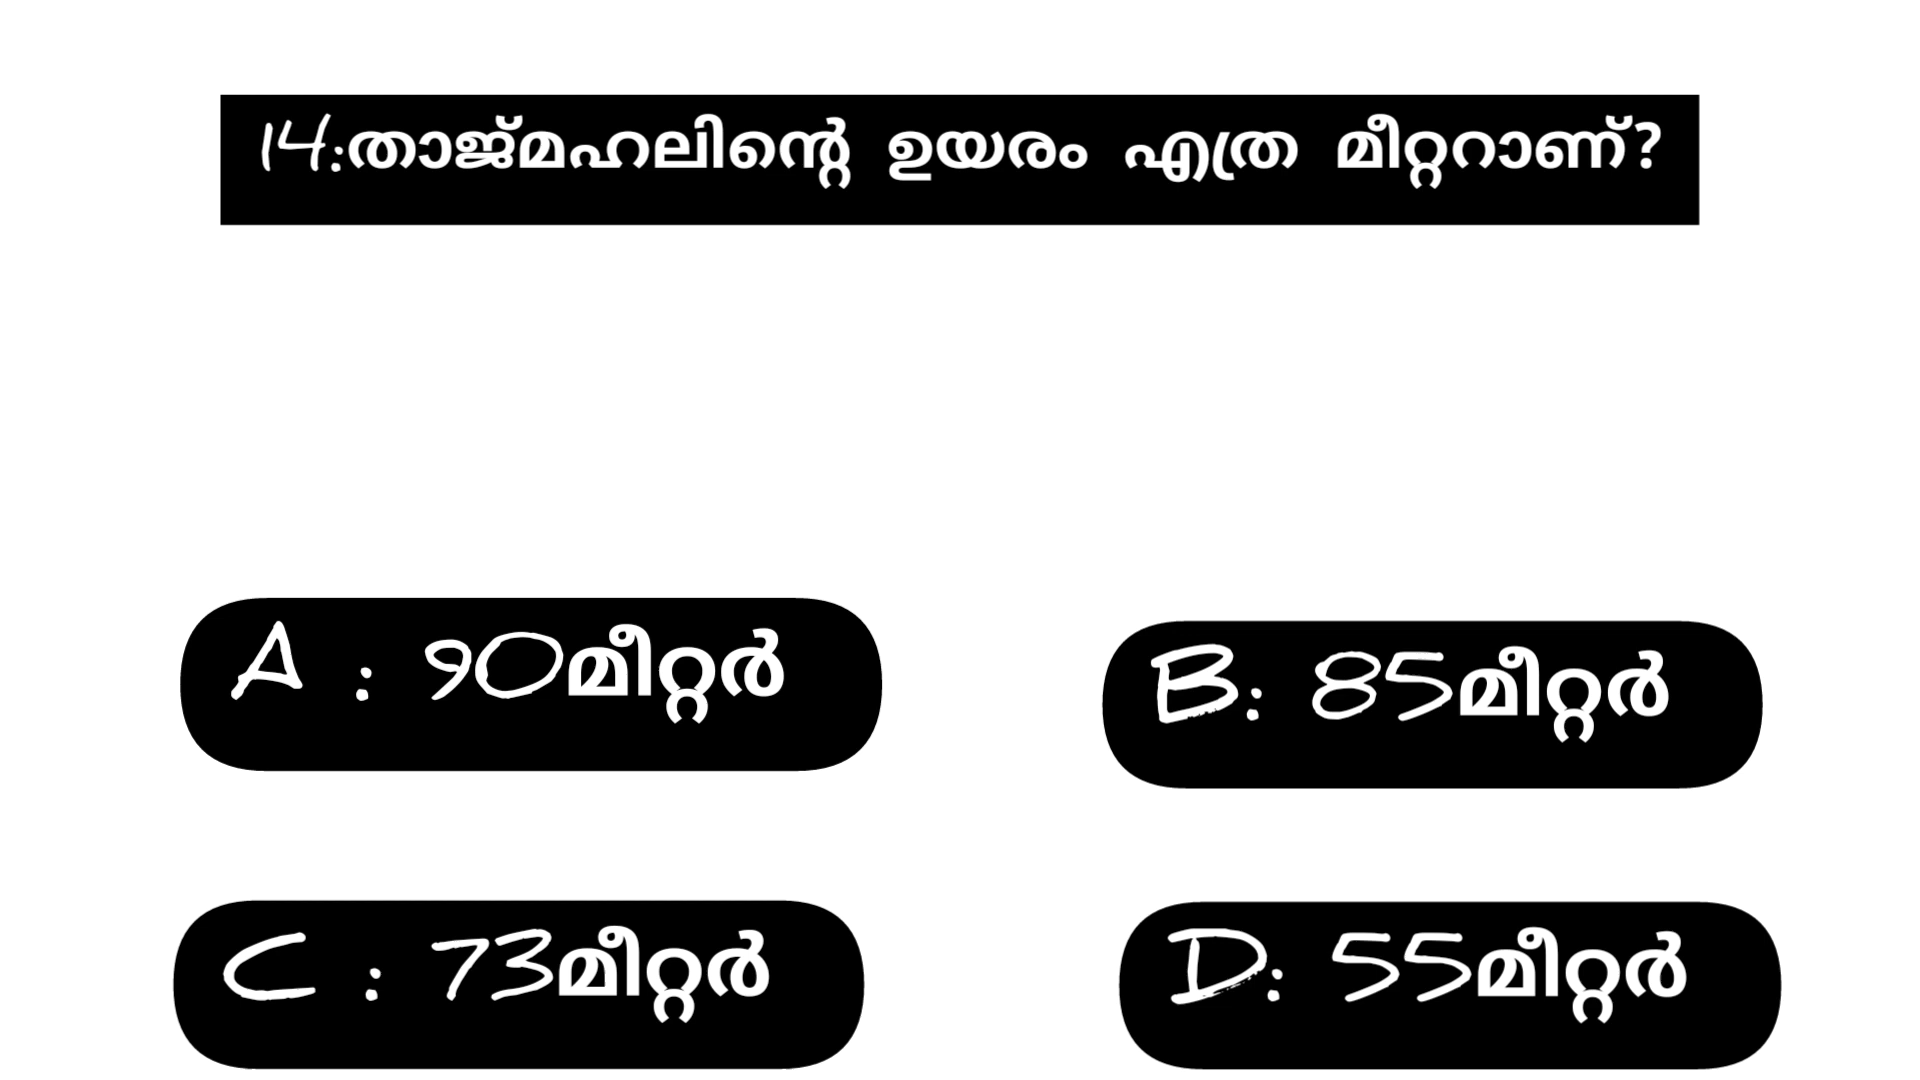 14:താജ്മഹലിന്റെ ഉയരം എത്ര മീറ്ററാണ്?
A : 90മീറ്റർ
B: 85മീറ്റർ
C : 73മീറ്റർ
D: 55മീറ്റർ